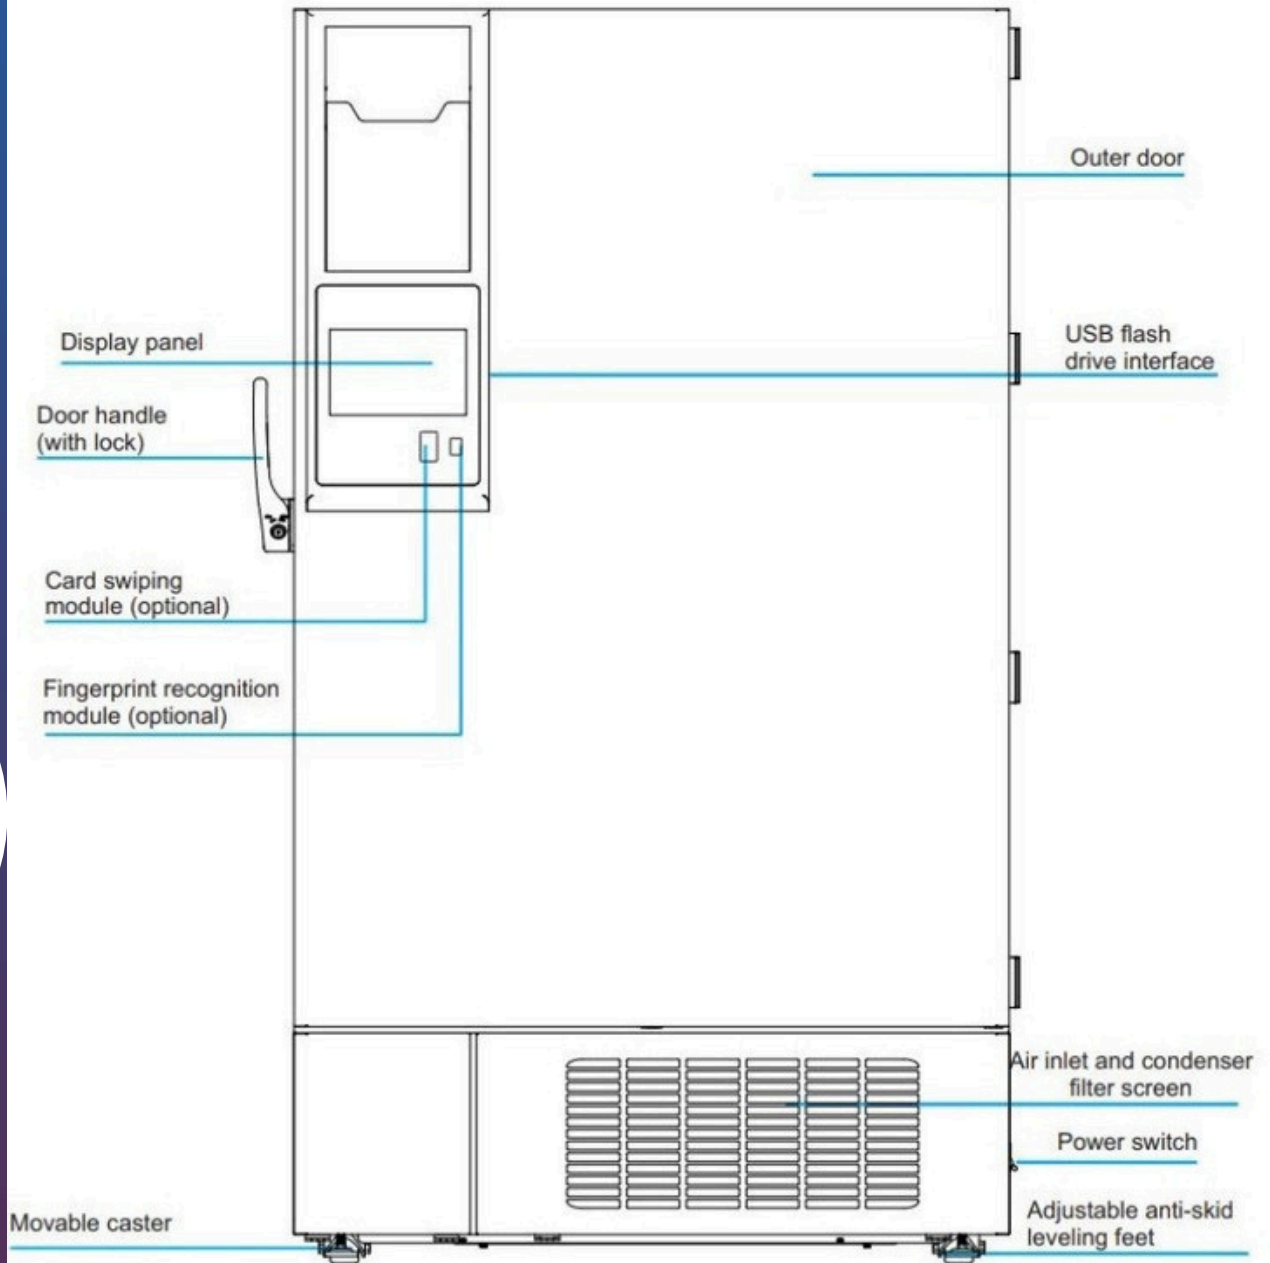 Outer door
USB flash
drive interface
Display panel
Door handle
(with lock)
Card swiping
module (optional)
Fingerprint recognition
module (optional)
Air inlet and condenser
filter screen
Power switch
Adjustable anti-skid
leveling feet
Movable caster